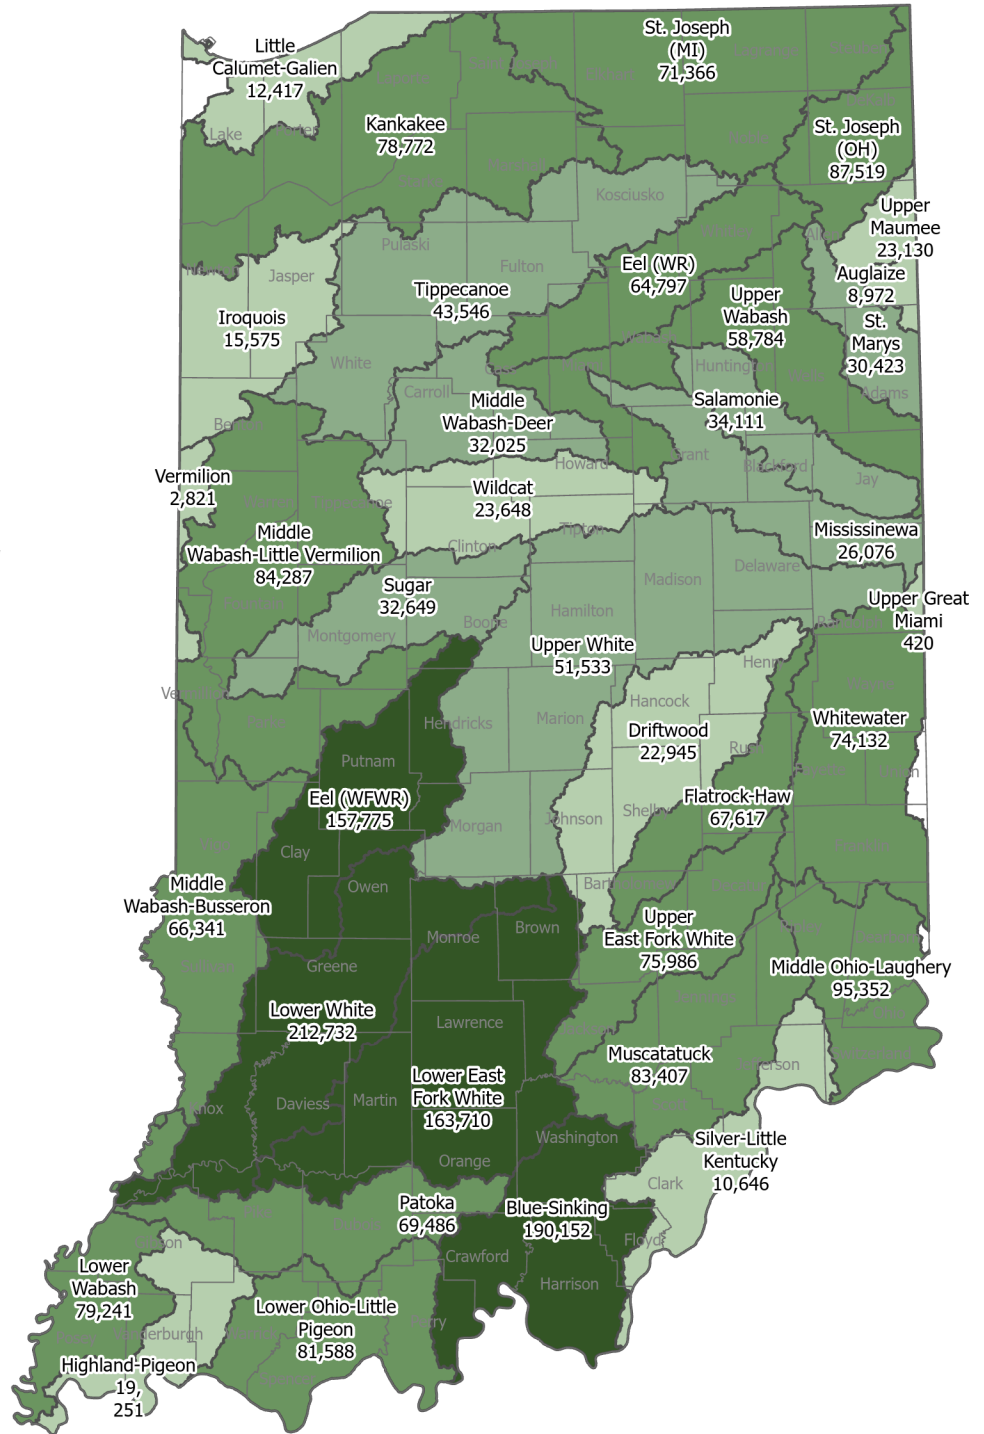 St. Joseph
(MI)
71,366
Little
Calumet-Galien
12,417
Lake
Kankakee
78,772
St. Joseph
(OH)
87,519
Kosciusko
Upper
Maumee
23,130
Pulaski
Fulton
Jasper
Eel (WR)
64,797
Auglaize
8,972
Tippecanoe
43,546
Upper
Wabash
58,784
Iroquois
15,575
St.
Marys
30,423
White
Huntington
Carroll
Adams
Middle
Wabash-Deer
32,025
Salamonie
34,111
Howard
Grant
Blackford
Jay
Vermilion
2,821
Wildcat
23,648
Tipton
Mississinewa
26,076
Middle
Wabash-Little Vermilion
84,287
Clinton
Delaware
Madison
Sugar
32,649
Upper Great
Miami
420
Hamilton
Boone
Montgomery
Upper White
51,533
Henry
Hancock
Hendricks
Marion
Driftwood
22,945
Whitewater
74,132
Putnam
Flatrock-Haw
67,617
Eel (WFWR)
157,775
Shelby
Johnson
Morgan
Clay
Owen
Middle
Wabash-Busseron
66,341
Upper
East Fork White
75,986
Brown
Monroe
Greene
Middle Ohio-Laughery
95,352
Lower White
212,732
Lawrence
Muscatatuck
83,407
Lower East
Fork White
163,710
Daviess
Martin
Washington
Silver-Little
Kentucky
10,646
Orange
Clark
Patoka
69,486
Blue-Sinking
190,152
Floyd
Crawford
Harrison
Lower
Wabash
79,241
Lower Ohio-Little
Pigeon
81,588
Highland-Pigeon
19,
251